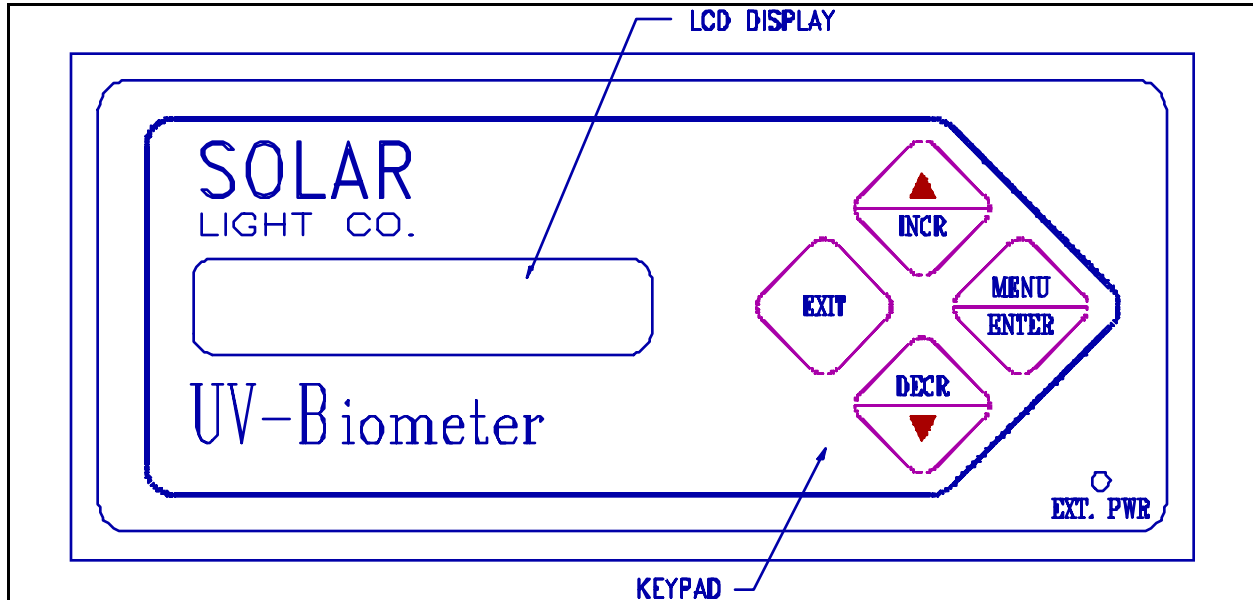 LCD DISPLAY
SOLAR
LIGHT CO.
INCR
EXIT
MENU
ENTER
DECR
UV-Biometer
EXT. PWR
KEYPAD